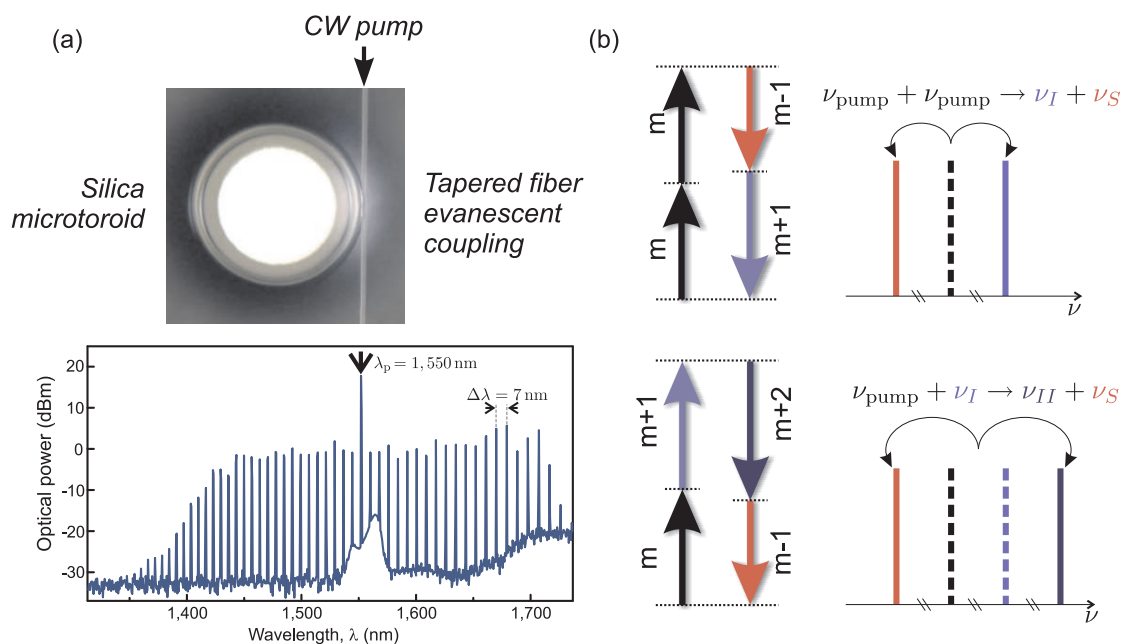 (a)
CW pump
Silica
microtoroid
Tapered fiber
evanescent
coupling
20
10
0
-10
-20
-30
Optical power (dBm)
λp = 1,550 nm
Δλ = 7 nm
1,400
1,500
1,600
1,700
Wavelength, λ (nm)
(b)
m
m
m-1
m+1
νpump + νpump → νI + νS
ν
m+1
m
m+2
m-1
νpump + νI → νII + νS
ν